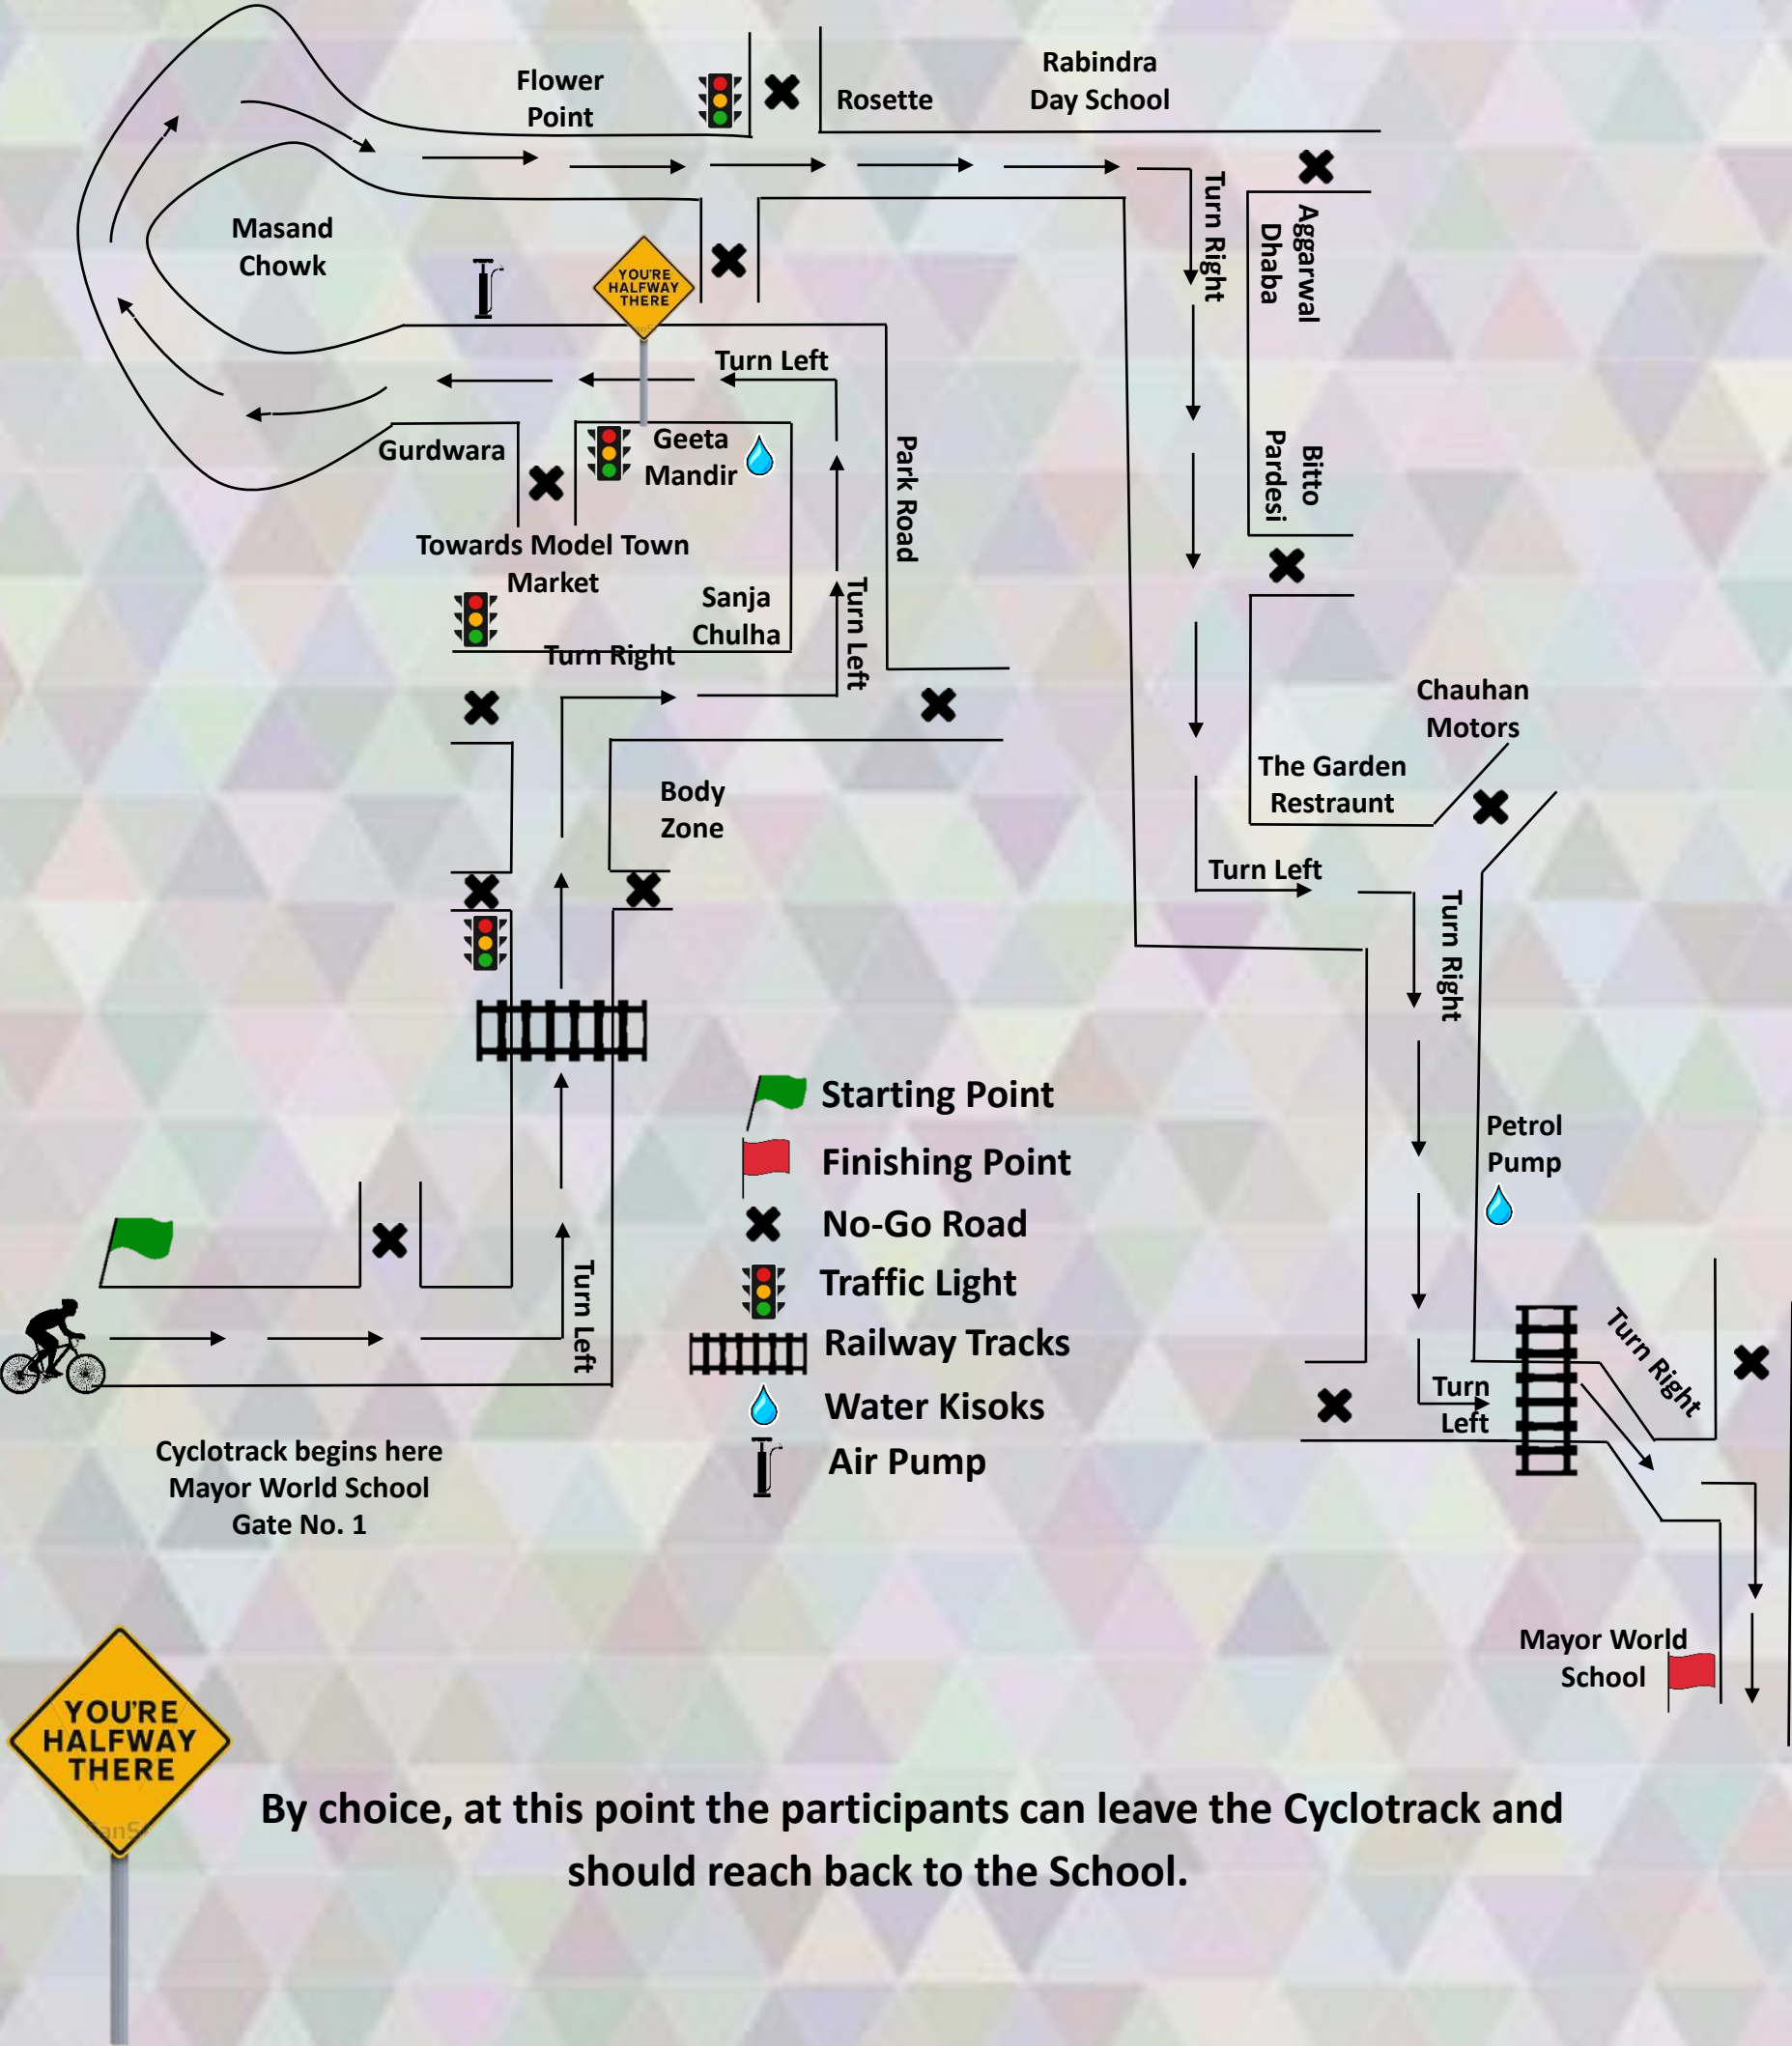 Flower
Point
Rosette
Rabindra
Day School
Turn Right
Aggarwal
Dhaba
Masand
Chowk
YOU'RE
HALFWAY
THERE
Turn Left
Gurdwara
Geeta
Mandir
Park Road
Bitto
Pardesi
Towards Model Town
Market
Sanja
Chulha
Turn Left
Turn Right
Chauhan
Motors
The Garden
Restraunt
Body
Zone
Turn Left
Turn Right
Starting Point
Finishing Point
No-Go Road
Traffic Light
Railway Tracks
Water Kisoks
Air Pump
Petrol
Pump
Turn Left
Turn
Left
Turn Right
Cyclotrack begins here
Mayor World School
Gate No. 1
Mayor World
School
YOU'RE
HALFWAY
THERE
By choice, at this point the participants can leave the Cyclotrack and
should reach back to the School.